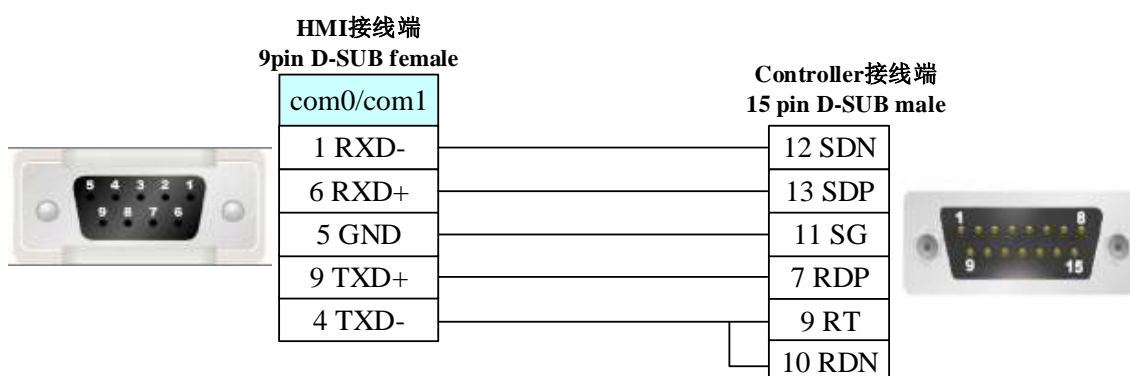 HMI接线端
9pin D-SUB female
com0/com1
1 RXD-
6 RXD+
5 GND
9 TXD+
4 TXD-
Controller接线端
15 pin D-SUB male
12 SDN
13 SDP
11 SG
7 RDP
9 RT
10 RDN
5 4 3 2 1
9 8 7 6
1 8
9 15